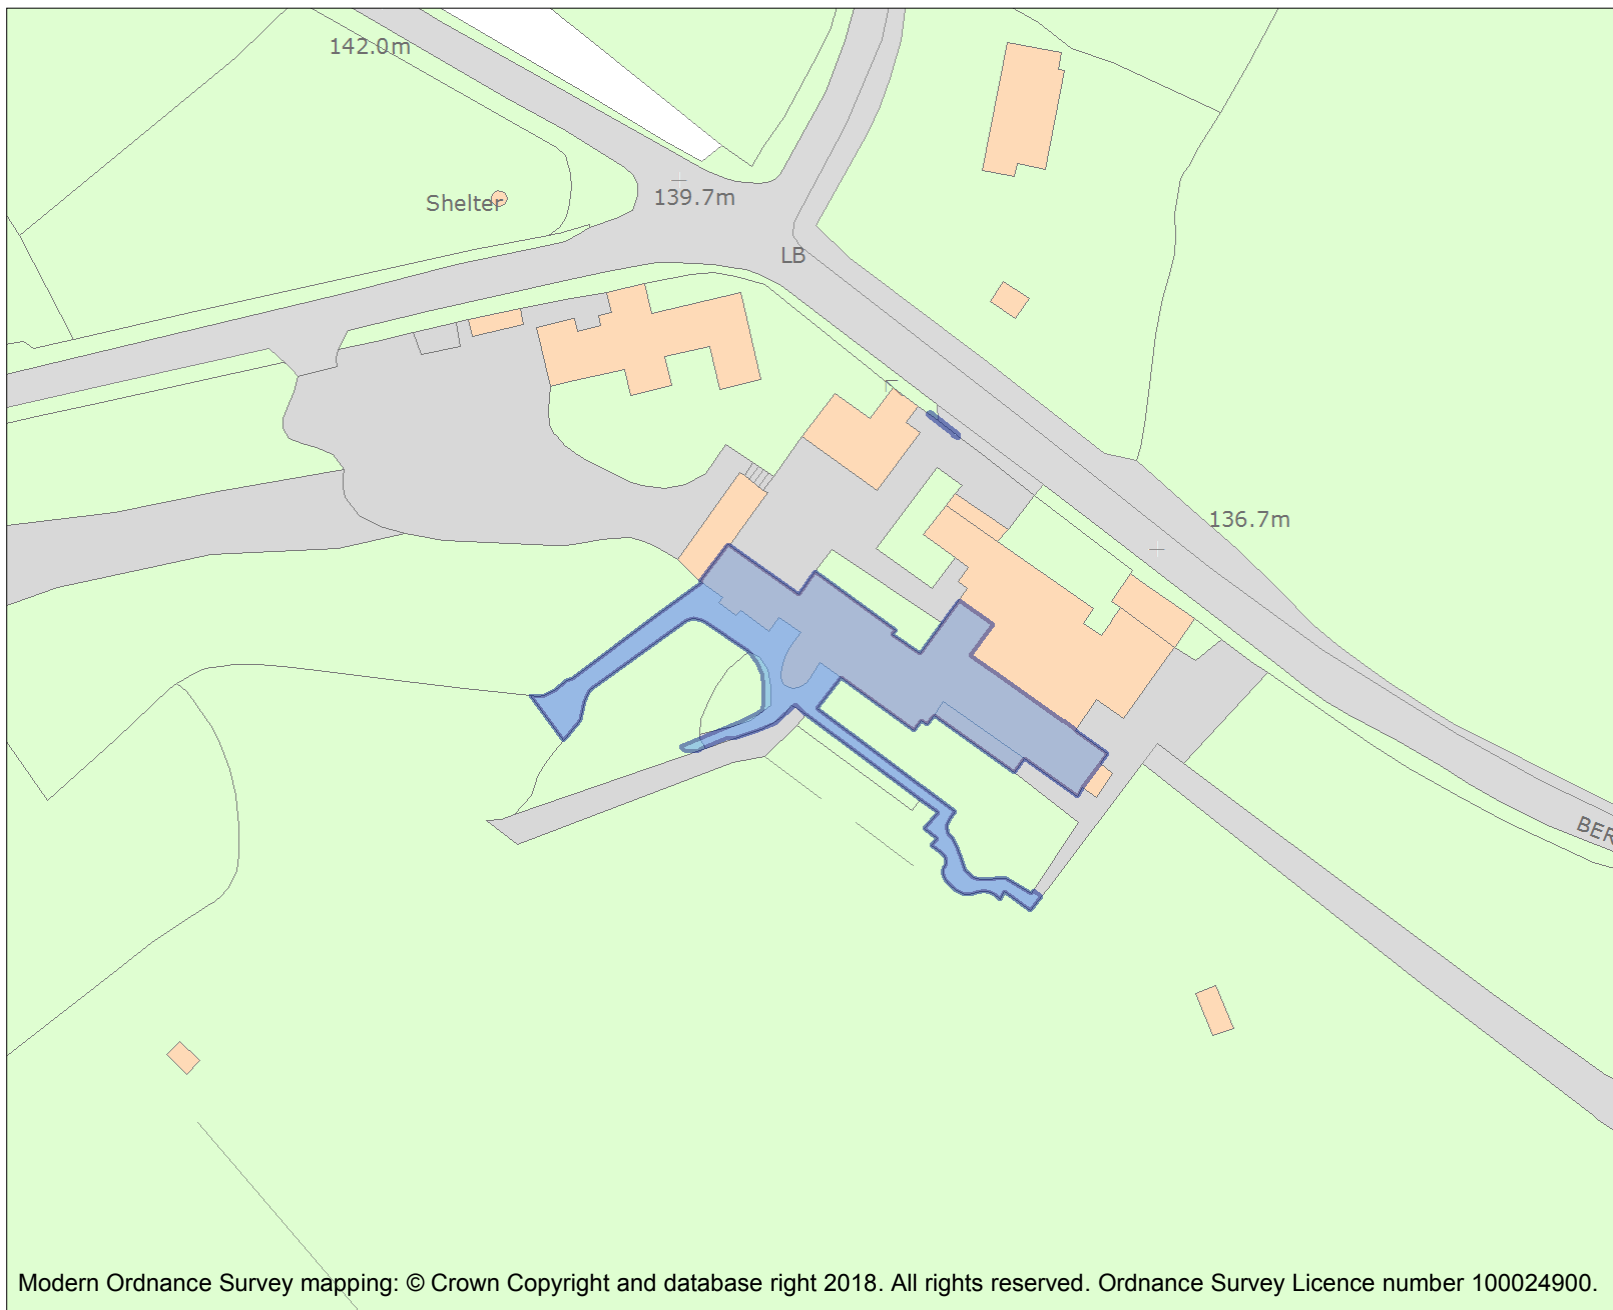 142.0m
Shelter
139.7m
LB
136.7m
BER
Modern Ordnance Survey mapping: © Crown Copyright and database right 2018. All rights reserved. Ordnance Survey Licence number 100024900.